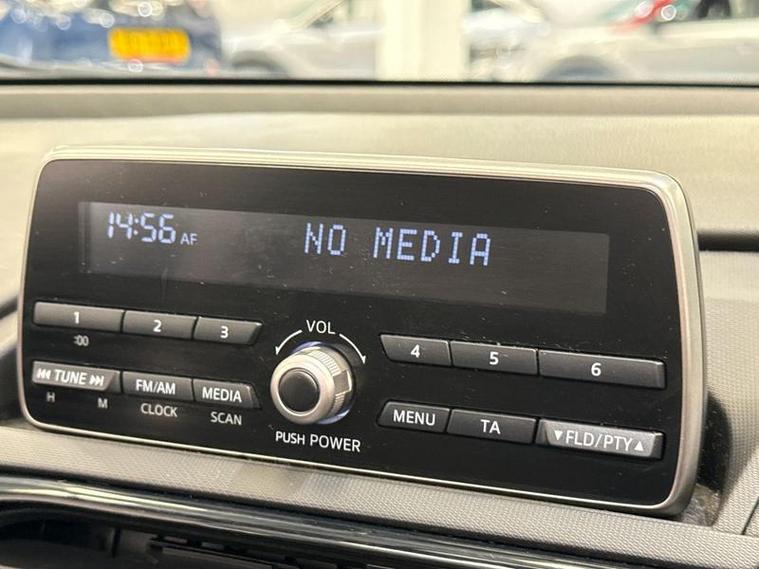 14:56 AF NO MEDIA
VOL
1 2 3 4 5 6
:00
⏮ TUNE ⏭ FM/AM MEDIA MENU TA ▼FLD/PTY▲
H M CLOCK SCAN
PUSH POWER